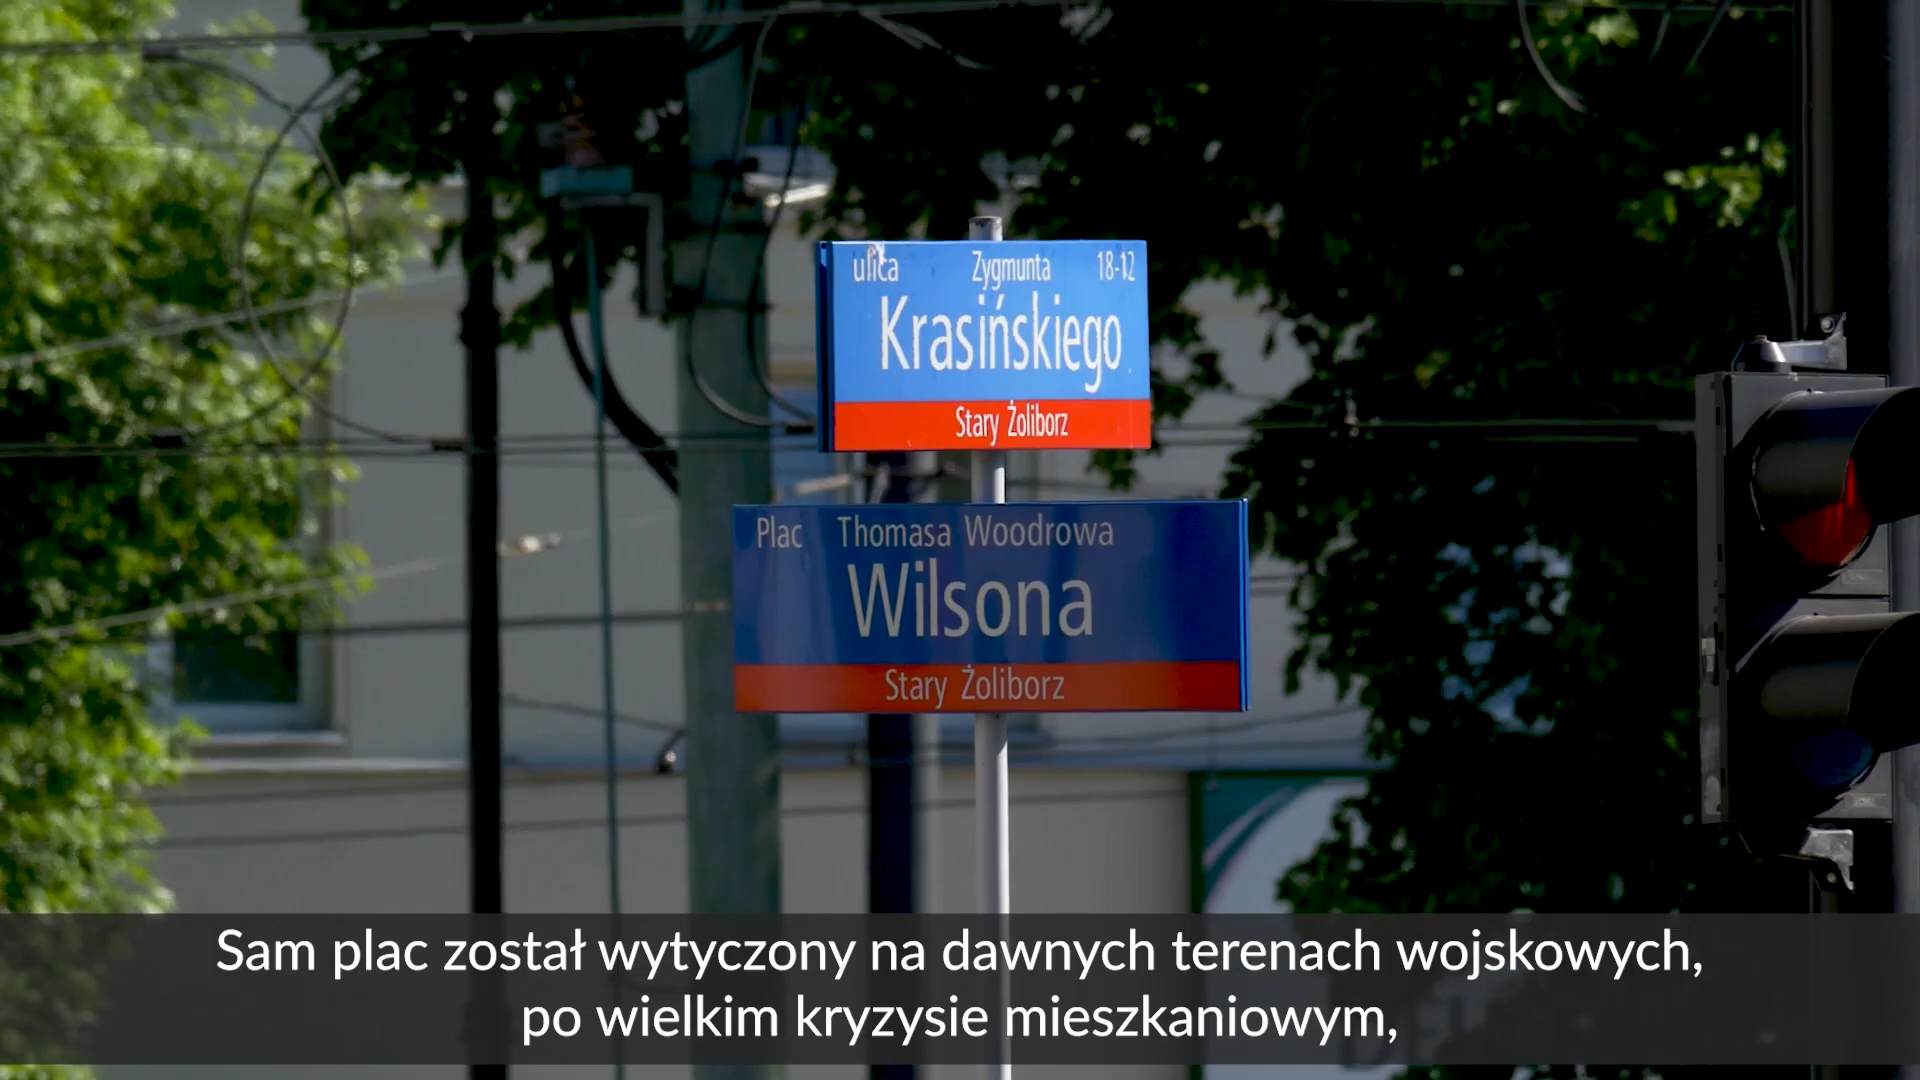 ulica Zygmunta 18-12
Krasińskiego
Stary Żoliborz
Plac Thomasa Woodrowa
Wilsona
Stary Żoliborz
Sam plac został wytyczony na dawnych terenach wojskowych,
po wielkim kryzysie mieszkaniowym,